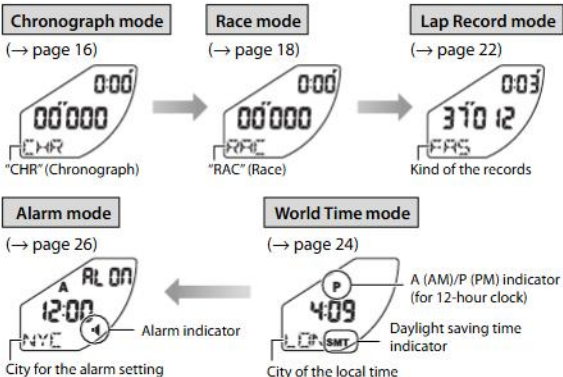 Chronograph mode
(→ page 16)
0:00
00"000
CHR
"CHR" (Chronograph)
Race mode
(→ page 18)
0:00
00"000
RAC
"RAC" (Race)
Lap Record mode
(→ page 22)
0:03
37"012
FAS
Kind of the records
Alarm mode
(→ page 26)
A AL ON
12:00
NYC
Alarm indicator
City for the alarm setting
World Time mode
(→ page 24)
P
4:09
LON SMT
A (AM)/P (PM) indicator
(for 12-hour clock)
Daylight saving time
indicator
City of the local time